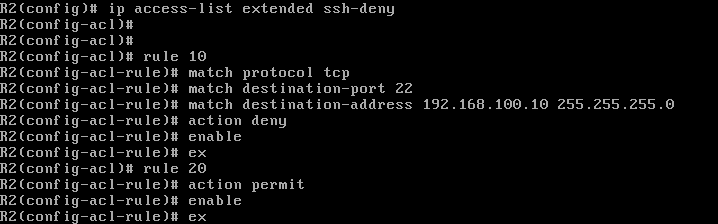 R2(config)# ip access-list extended ssh-deny
R2(config-acl)#
R2(config-acl)#
R2(config-acl)# rule 10
R2(config-acl-rule)# match protocol tcp
R2(config-acl-rule)# match destination-port 22
R2(config-acl-rule)# match destination-address 192.168.100.10 255.255.255.0
R2(config-acl-rule)# action deny
R2(config-acl-rule)# enable
R2(config-acl-rule)# ex
R2(config-acl)# rule 20
R2(config-acl-rule)# action permit
R2(config-acl-rule)# enable
R2(config-acl-rule)# ex